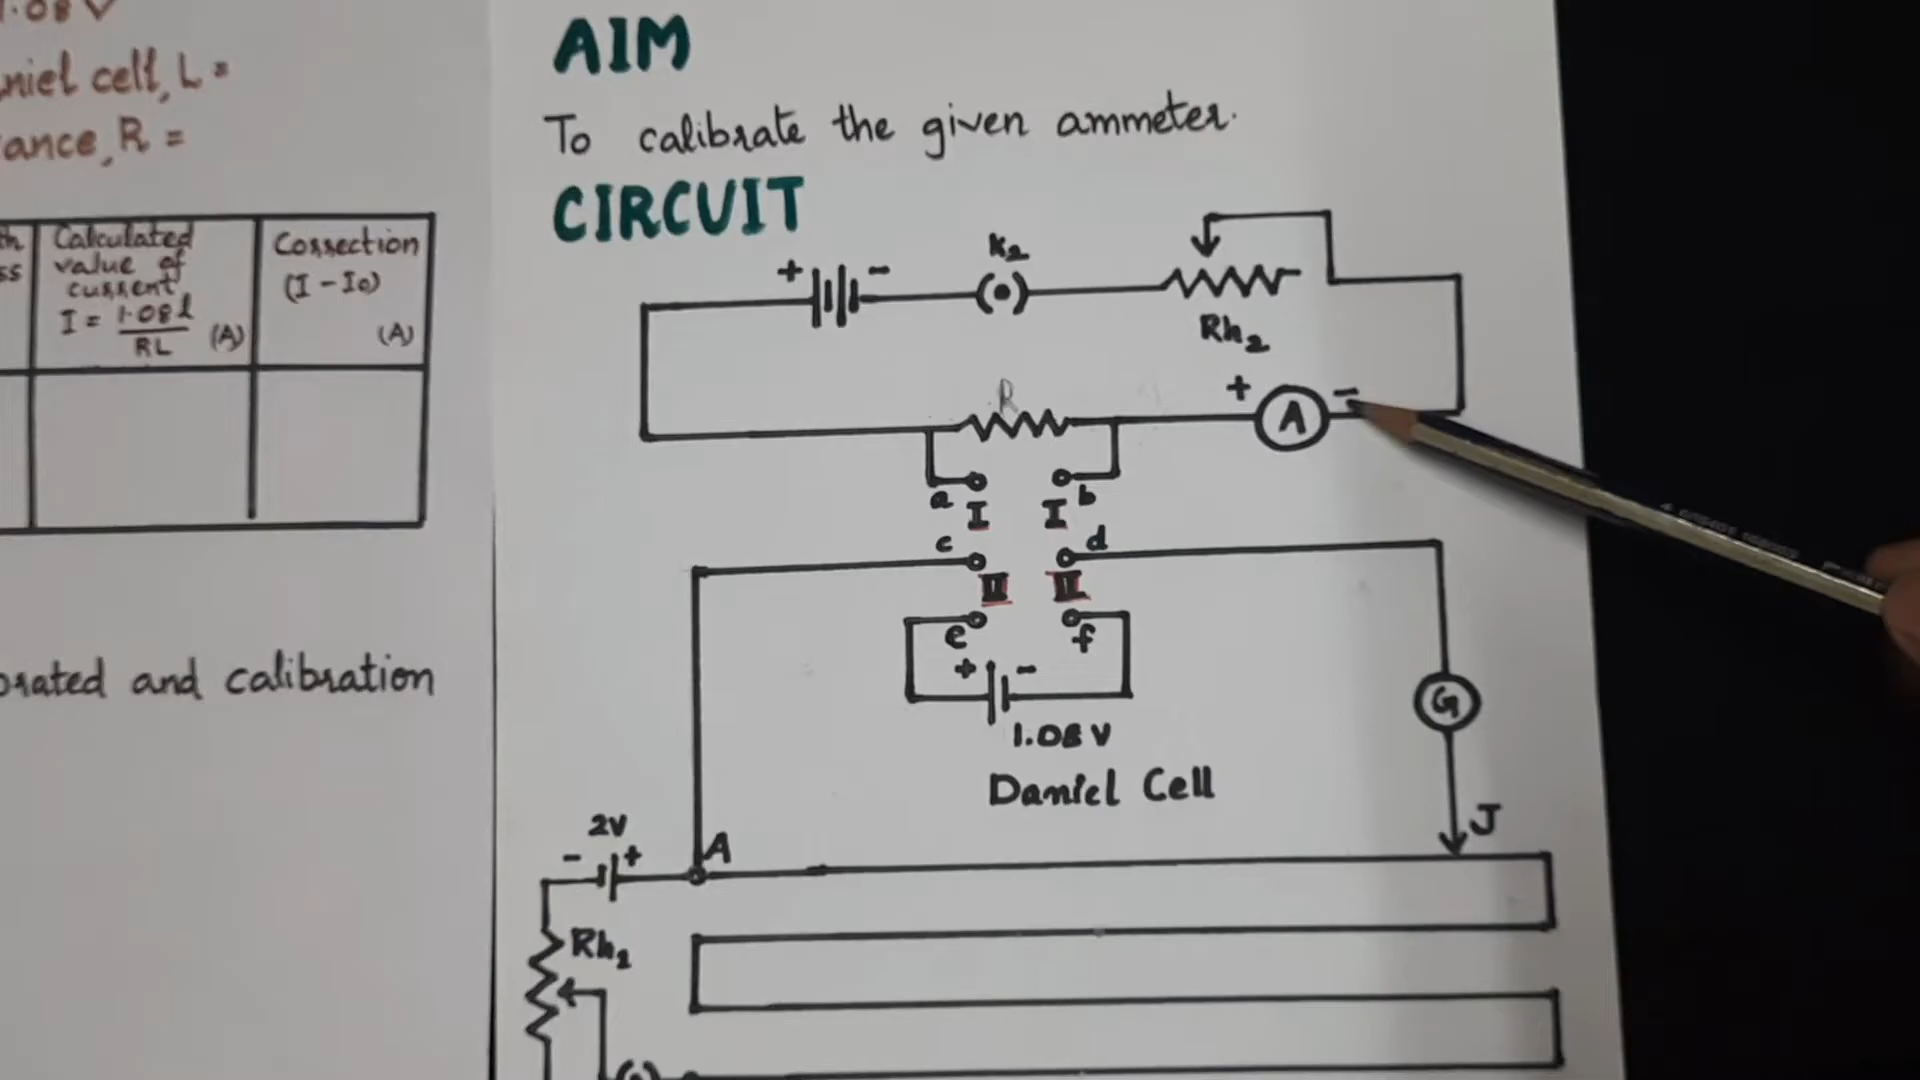 1.08 V
niel cell, L =
ance, R =
Calculated
value of
current
I = 1.08 l
RL
(A)
Correction
(I - I0)
(A)
brated and calibration
AIM
To calibrate the given ammeter.
CIRCUIT
+ -
K2
Rh2
R
+ A -
a b
I I
c d
II II
e f
+ -
1.08 V
Daniel Cell
G
J
2V
- +
A
Rh1